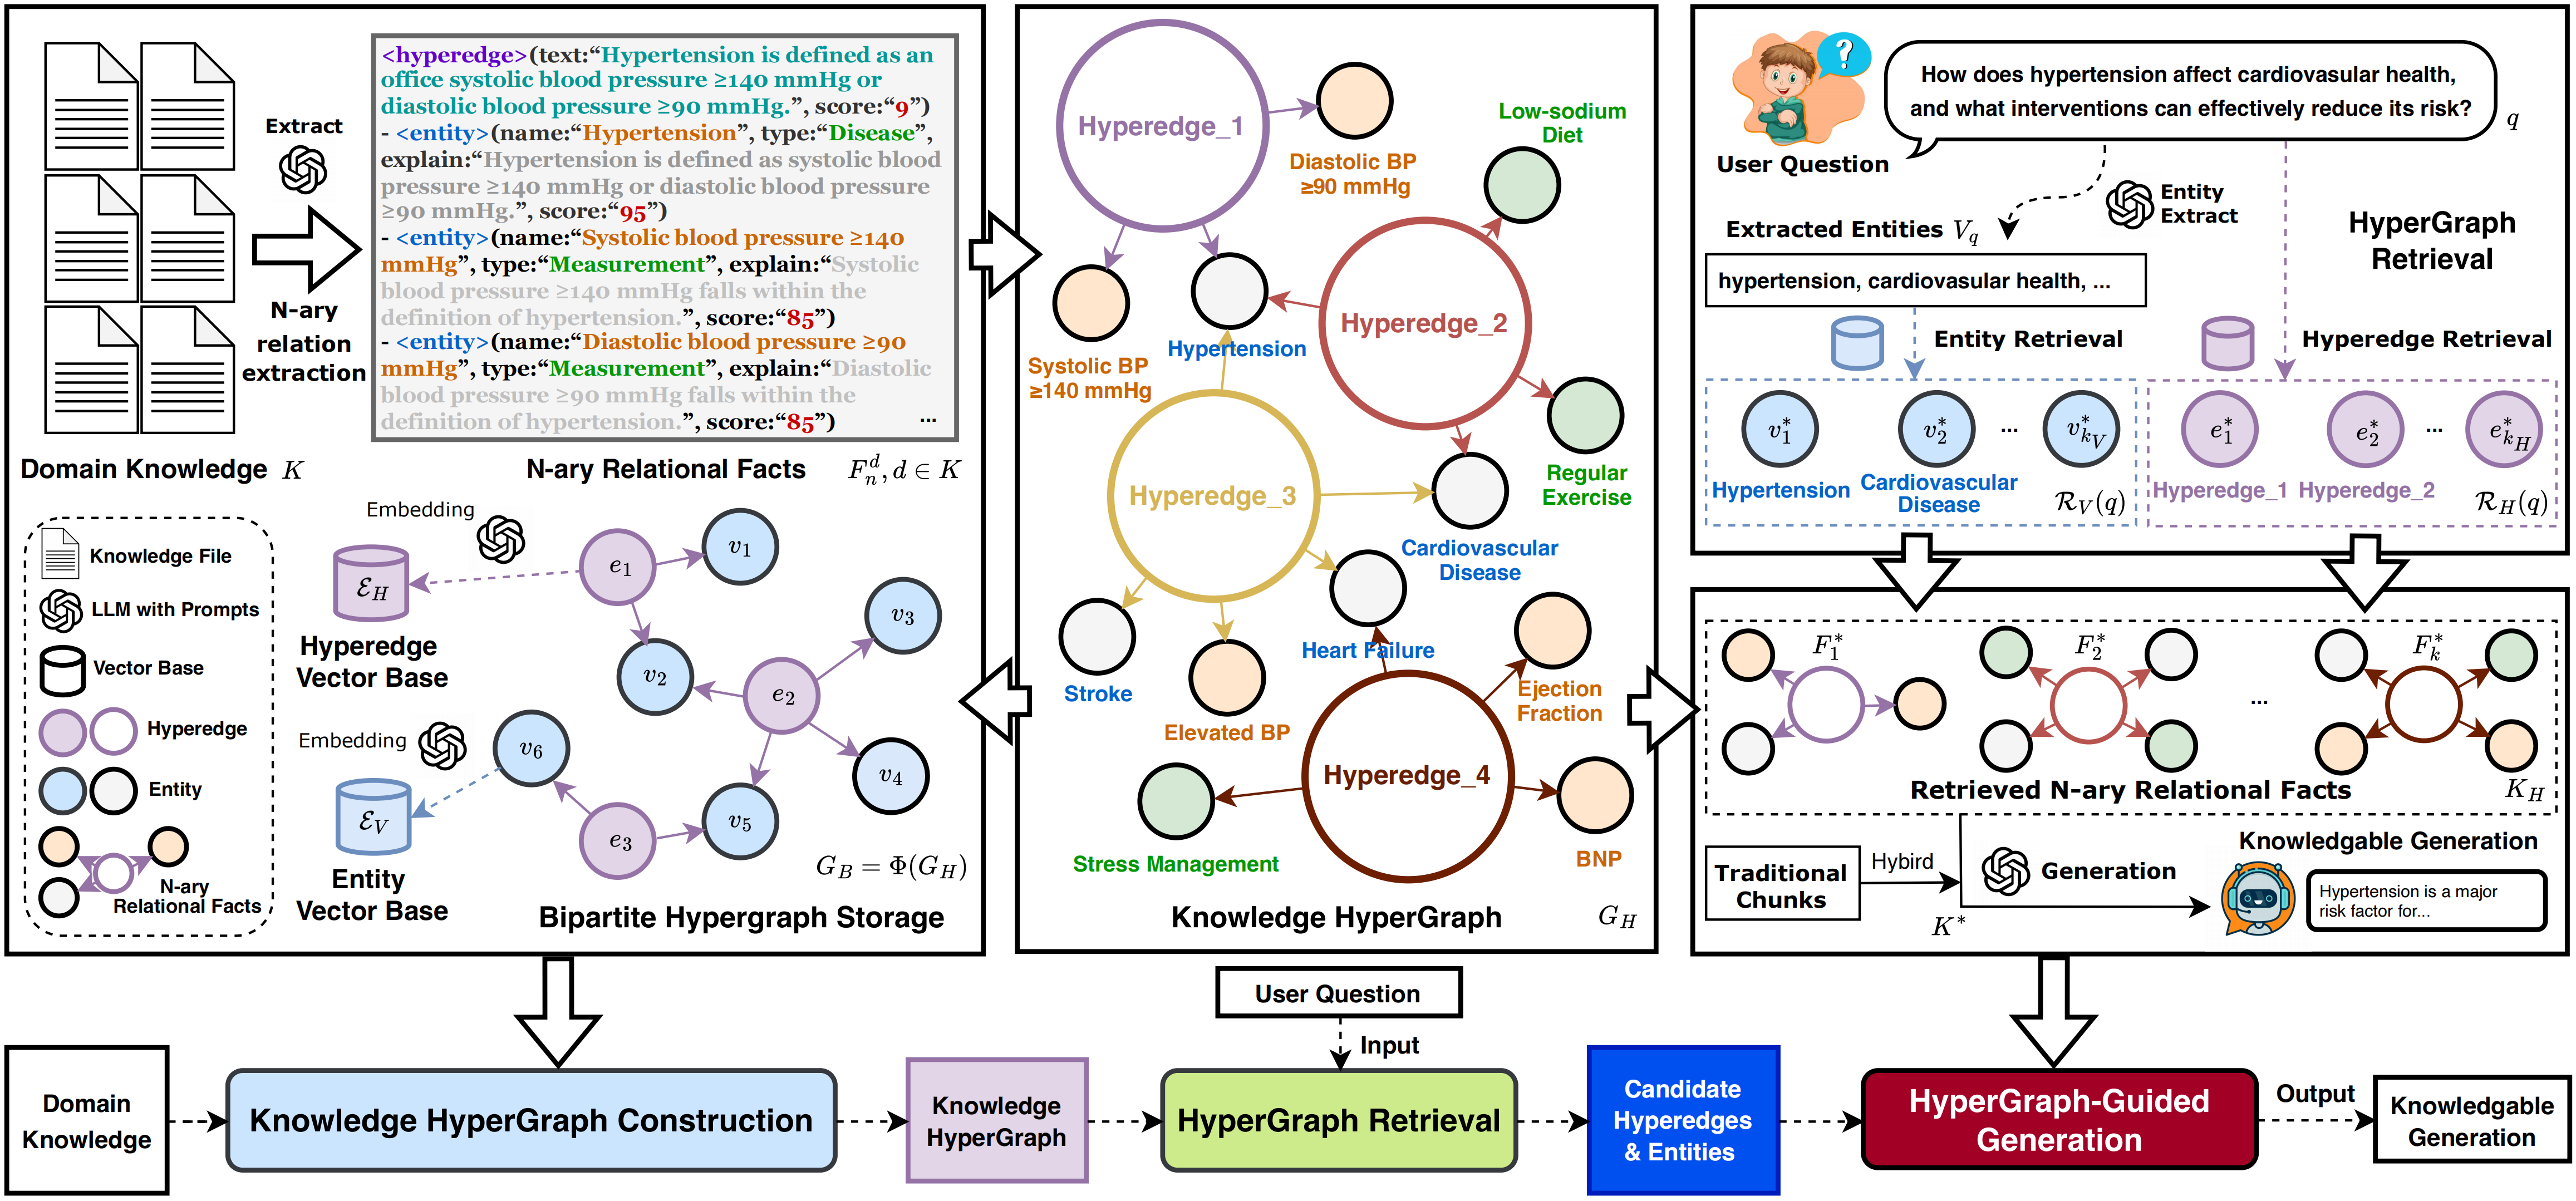 Extract
N-ary
relation
extraction
<hyperedge>(text:“Hypertension is defined as an
office systolic blood pressure ≥140 mmHg or
diastolic blood pressure ≥90 mmHg.”, score:“9”)
- <entity>(name:“Hypertension”, type:“Disease”,
explain:“Hypertension is defined as systolic blood
pressure ≥140 mmHg or diastolic blood pressure
≥90 mmHg.”, score:“95”)
- <entity>(name:“Systolic blood pressure ≥140
mmHg”, type:“Measurement”, explain:“Systolic
blood pressure ≥140 mmHg falls within the
definition of hypertension.”, score:“85”)
- <entity>(name:“Diastolic blood pressure ≥90
mmHg”, type:“Measurement”, explain:“Diastolic
blood pressure ≥90 mmHg falls within the
definition of hypertension.”, score:“85”)
...
Domain Knowledge K
N-ary Relational Facts F_n^d, d ∈ K
Knowledge File
LLM with Prompts
Vector Base
Hyperedge
Entity
N-ary
Relational Facts
Embedding
ℰ_H
Hyperedge
Vector Base
Embedding
ℰ_V
Entity
Vector Base
e_1
v_1
v_2
v_3
e_2
v_4
v_6
e_3
v_5
G_B = Φ(G_H)
Bipartite Hypergraph Storage
Hyperedge_1
Diastolic BP
≥90 mmHg
Low-sodium
Diet
Systolic BP
≥140 mmHg
Hypertension
Hyperedge_2
Regular
Exercise
Hyperedge_3
Cardiovascular
Disease
Stroke
Heart Failure
Elevated BP
Ejection
Fraction
Hyperedge_4
Stress Management
BNP
Knowledge HyperGraph G_H
User Question
How does hypertension affect cardiovasular health,
and what interventions can effectively reduce its risk?
q
Entity
Extract
Extracted Entities V_q
hypertension, cardiovasular health, ...
HyperGraph
Retrieval
Entity Retrieval
Hyperedge Retrieval
v_1^*
v_2^*
...
v_{k_V}^*
Hypertension
Cardiovascular
Disease
ℛ_V(q)
e_1^*
e_2^*
...
e_{k_H}^*
Hyperedge_1
Hyperedge_2
ℛ_H(q)
F_1^*
F_2^*
...
F_k^*
Retrieved N-ary Relational Facts K_H
Traditional
Chunks
Hybird
K^*
Generation
Knowledgable Generation
Hypertension is a major
risk factor for...
Domain
Knowledge
Knowledge HyperGraph Construction
Knowledge
HyperGraph
User Question
Input
HyperGraph Retrieval
Candidate
Hyperedges
& Entities
HyperGraph-Guided
Generation
Output
Knowledgable
Generation